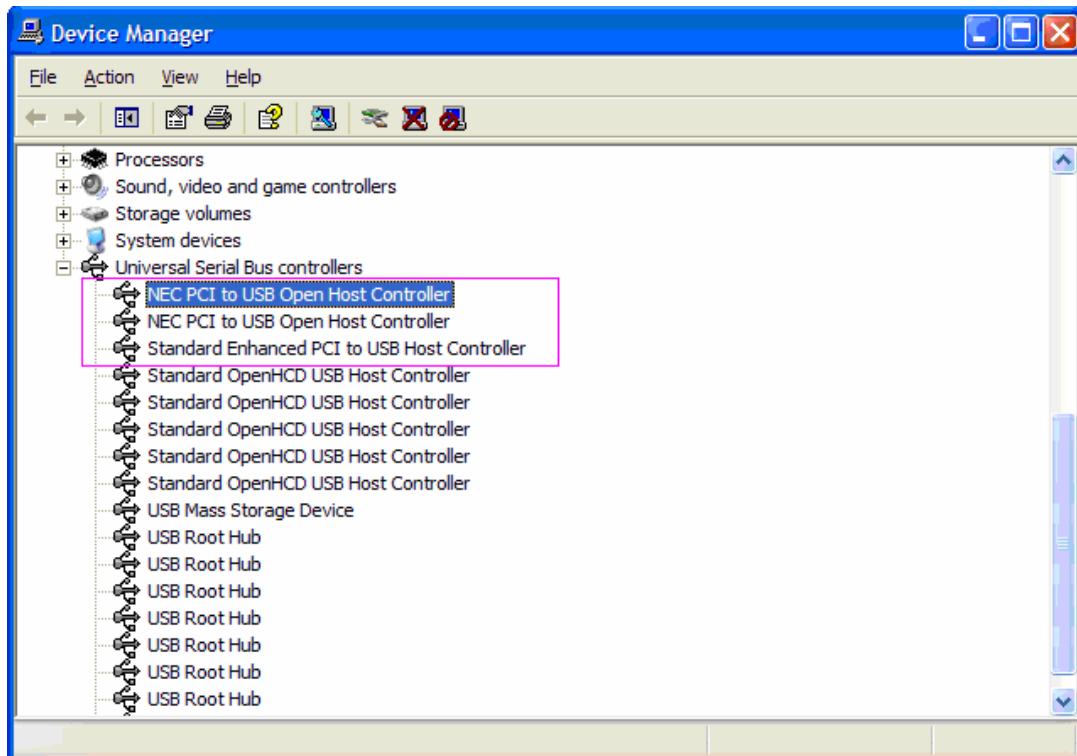 Device Manager
File Action View Help
Processors
Sound, video and game controllers
Storage volumes
System devices
Universal Serial Bus controllers
NEC PCI to USB Open Host Controller
NEC PCI to USB Open Host Controller
Standard Enhanced PCI to USB Host Controller
Standard OpenHCD USB Host Controller
Standard OpenHCD USB Host Controller
Standard OpenHCD USB Host Controller
Standard OpenHCD USB Host Controller
Standard OpenHCD USB Host Controller
USB Mass Storage Device
USB Root Hub
USB Root Hub
USB Root Hub
USB Root Hub
USB Root Hub
USB Root Hub
USB Root Hub